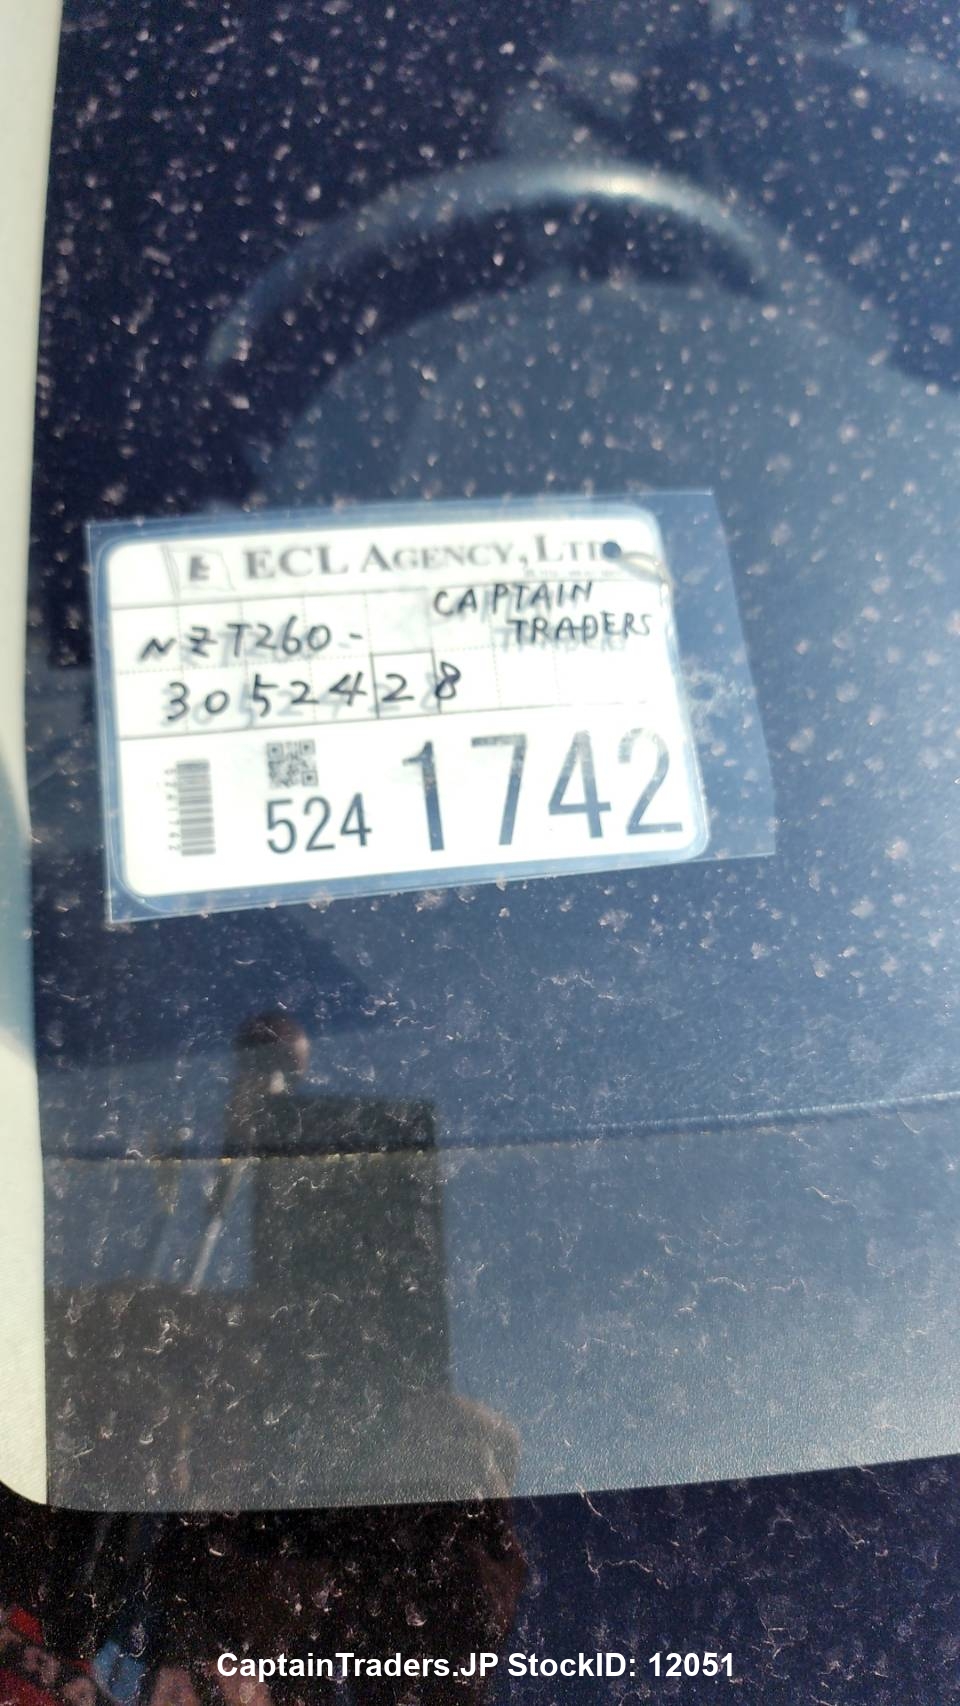 E ECL AGENCY, LTD
CAPTAIN
TRADERS
NZT260-
3052428
524 1742
CaptainTraders.JP StockID: 12051